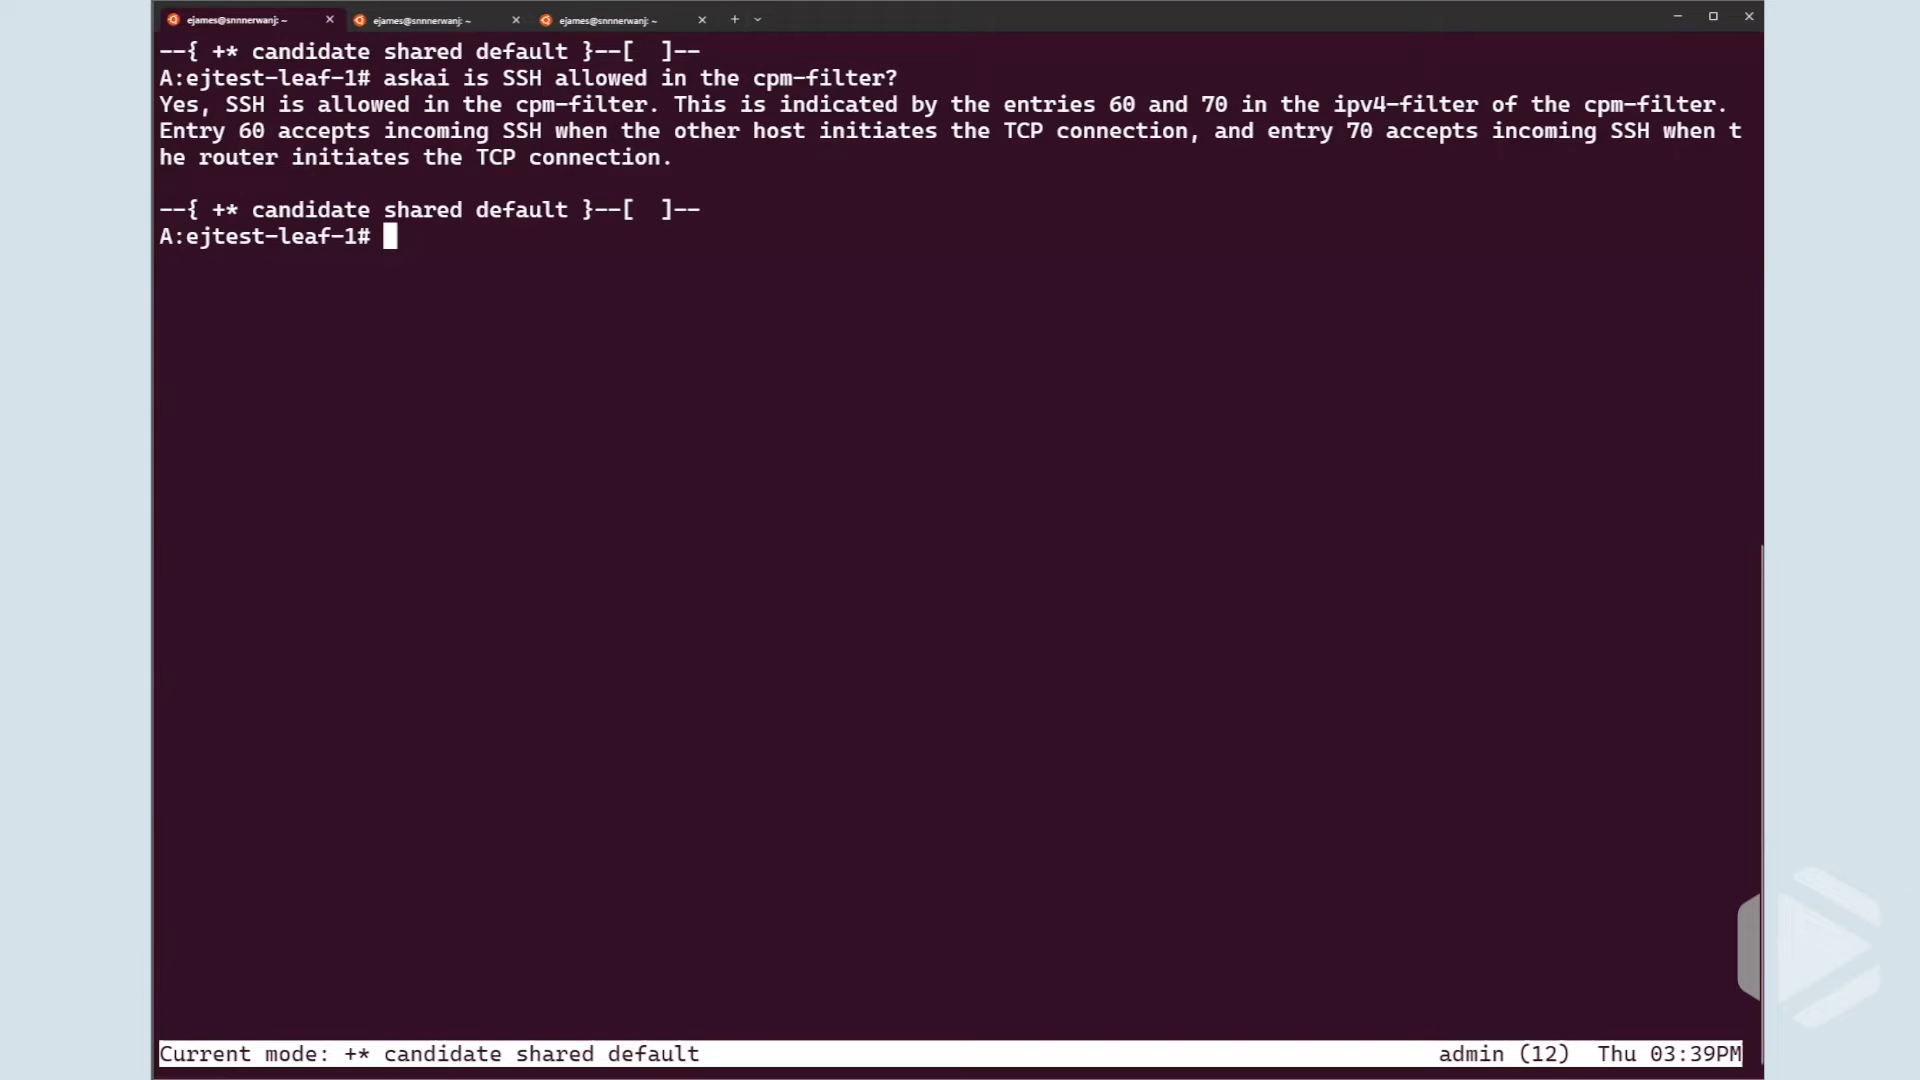 ejames@snnnerwanj: ~ ejames@snnnerwanj: ~ ejames@snnnerwanj: ~
--{ +* candidate shared default }--[  ]--
A:ejtest-leaf-1# askai is SSH allowed in the cpm-filter?
Yes, SSH is allowed in the cpm-filter. This is indicated by the entries 60 and 70 in the ipv4-filter of the cpm-filter.
Entry 60 accepts incoming SSH when the other host initiates the TCP connection, and entry 70 accepts incoming SSH when t
he router initiates the TCP connection.
--{ +* candidate shared default }--[  ]--
A:ejtest-leaf-1#
Current mode: +* candidate shared default admin (12) Thu 03:39PM